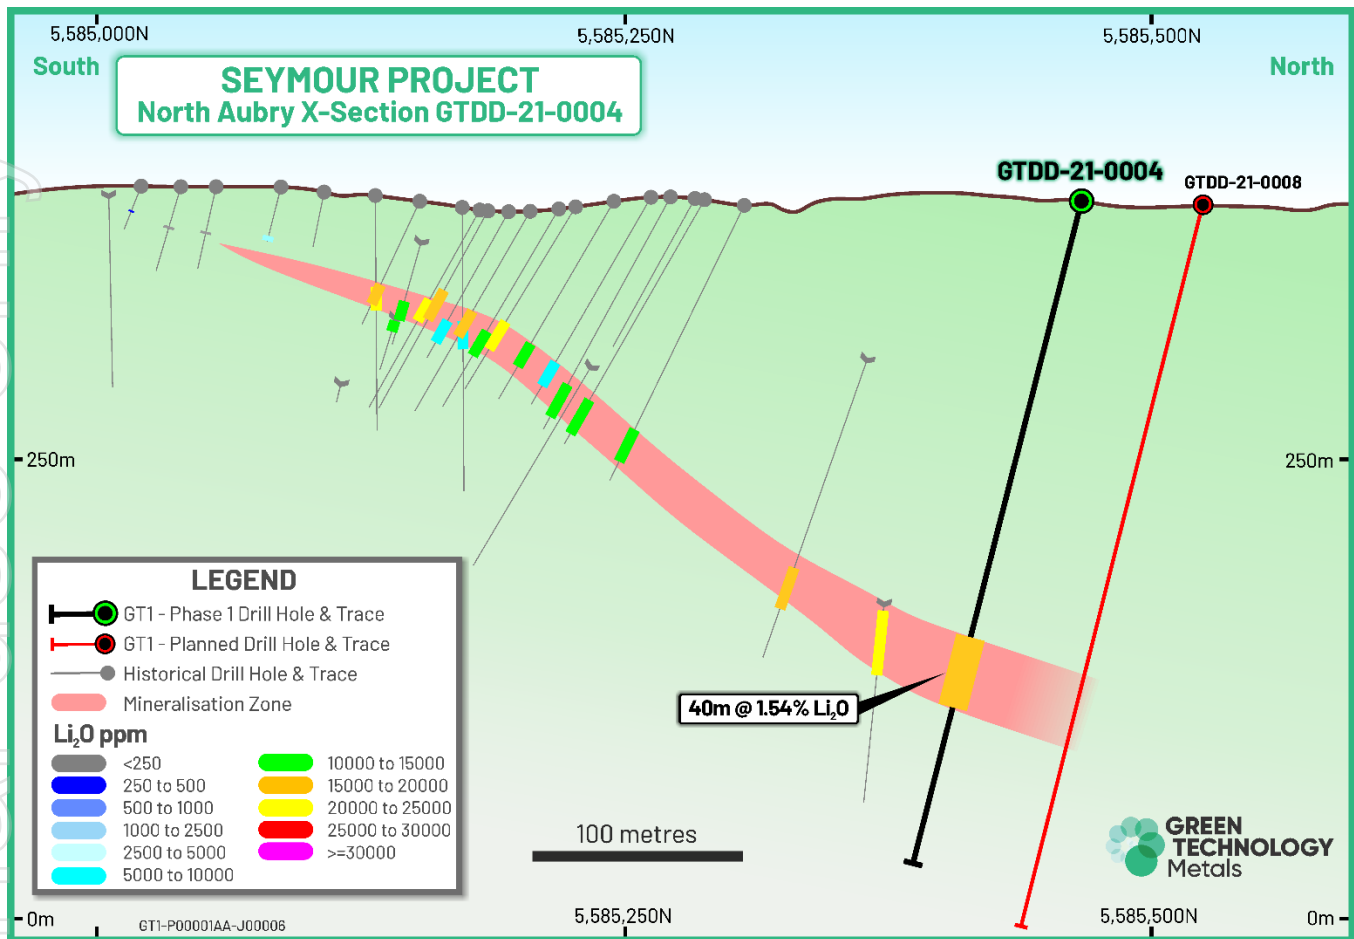 5,585,000N
5,585,250N
5,585,500N
South
North
SEYMOUR PROJECT
North Aubry X-Section GTDD-21-0004
GTDD-21-0004
GTDD-21-0008
250m
250m
LEGEND
GT1 - Phase 1 Drill Hole & Trace
GT1 - Planned Drill Hole & Trace
Historical Drill Hole & Trace
Mineralisation Zone
Li₂O ppm
<250
250 to 500
500 to 1000
1000 to 2500
2500 to 5000
5000 to 10000
10000 to 15000
15000 to 20000
20000 to 25000
25000 to 30000
>=30000
40m @ 1.54% Li₂O
100 metres
GREEN
TECHNOLOGY
Metals
0m
GT1-P00001AA-J00006
5,585,250N
5,585,500N
0m